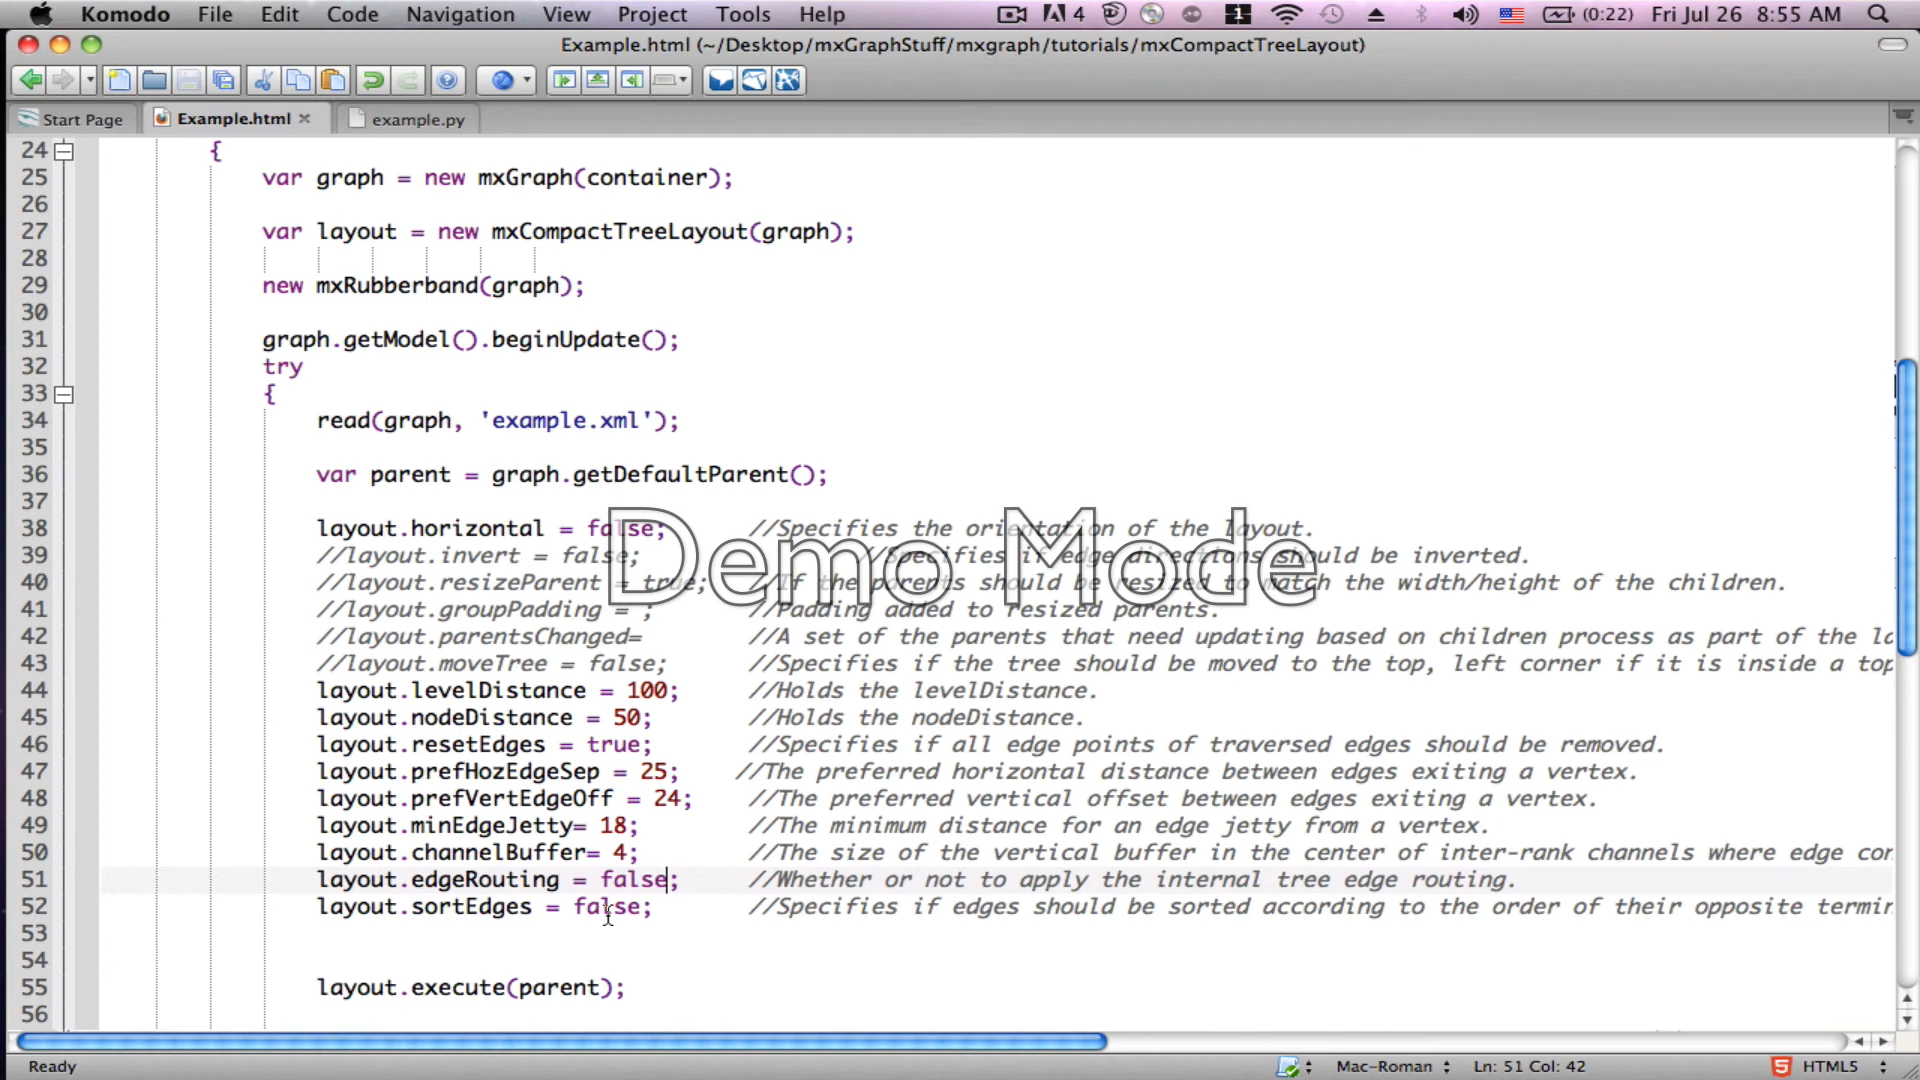 Komodo File Edit Code Navigation View Project Tools Help 4 1 (0:22) Fri Jul 26 8:55 AM
Example.html (~/Desktop/mxGraphStuff/mxgraph/tutorials/mxCompactTreeLayout)
Start Page Example.html example.py
24 {
25 var graph = new mxGraph(container);
26
27 var layout = new mxCompactTreeLayout(graph);
28
29 new mxRubberband(graph);
30
31 graph.getModel().beginUpdate();
32 try
33 {
34 read(graph, 'example.xml');
35
36 var parent = graph.getDefaultParent();
37
38 layout.horizontal = false; //Specifies the orientation of the layout.
39 //layout.invert = false; //Specifies if edge directions should be inverted.
Demo Mode
40 //layout.resizeParent = true; //If the parents should be resized to match the width/height of the children.
41 //layout.groupPadding = ; //Padding added to resized parents.
42 //layout.parentsChanged= //A set of the parents that need updating based on children process as part of the la
43 //layout.moveTree = false; //Specifies if the tree should be moved to the top, left corner if it is inside a top
44 layout.levelDistance = 100; //Holds the levelDistance.
45 layout.nodeDistance = 50; //Holds the nodeDistance.
46 layout.resetEdges = true; //Specifies if all edge points of traversed edges should be removed.
47 layout.prefHozEdgeSep = 25; //The preferred horizontal distance between edges exiting a vertex.
48 layout.prefVertEdgeOff = 24; //The preferred vertical offset between edges exiting a vertex.
49 layout.minEdgeJetty= 18; //The minimum distance for an edge jetty from a vertex.
50 layout.channelBuffer= 4; //The size of the vertical buffer in the center of inter-rank channels where edge con
51 layout.edgeRouting = false; //Whether or not to apply the internal tree edge routing.
52 layout.sortEdges = false; //Specifies if edges should be sorted according to the order of their opposite termin
53
54
55 layout.execute(parent);
56
Ready Mac-Roman Ln: 51 Col: 42 HTML5